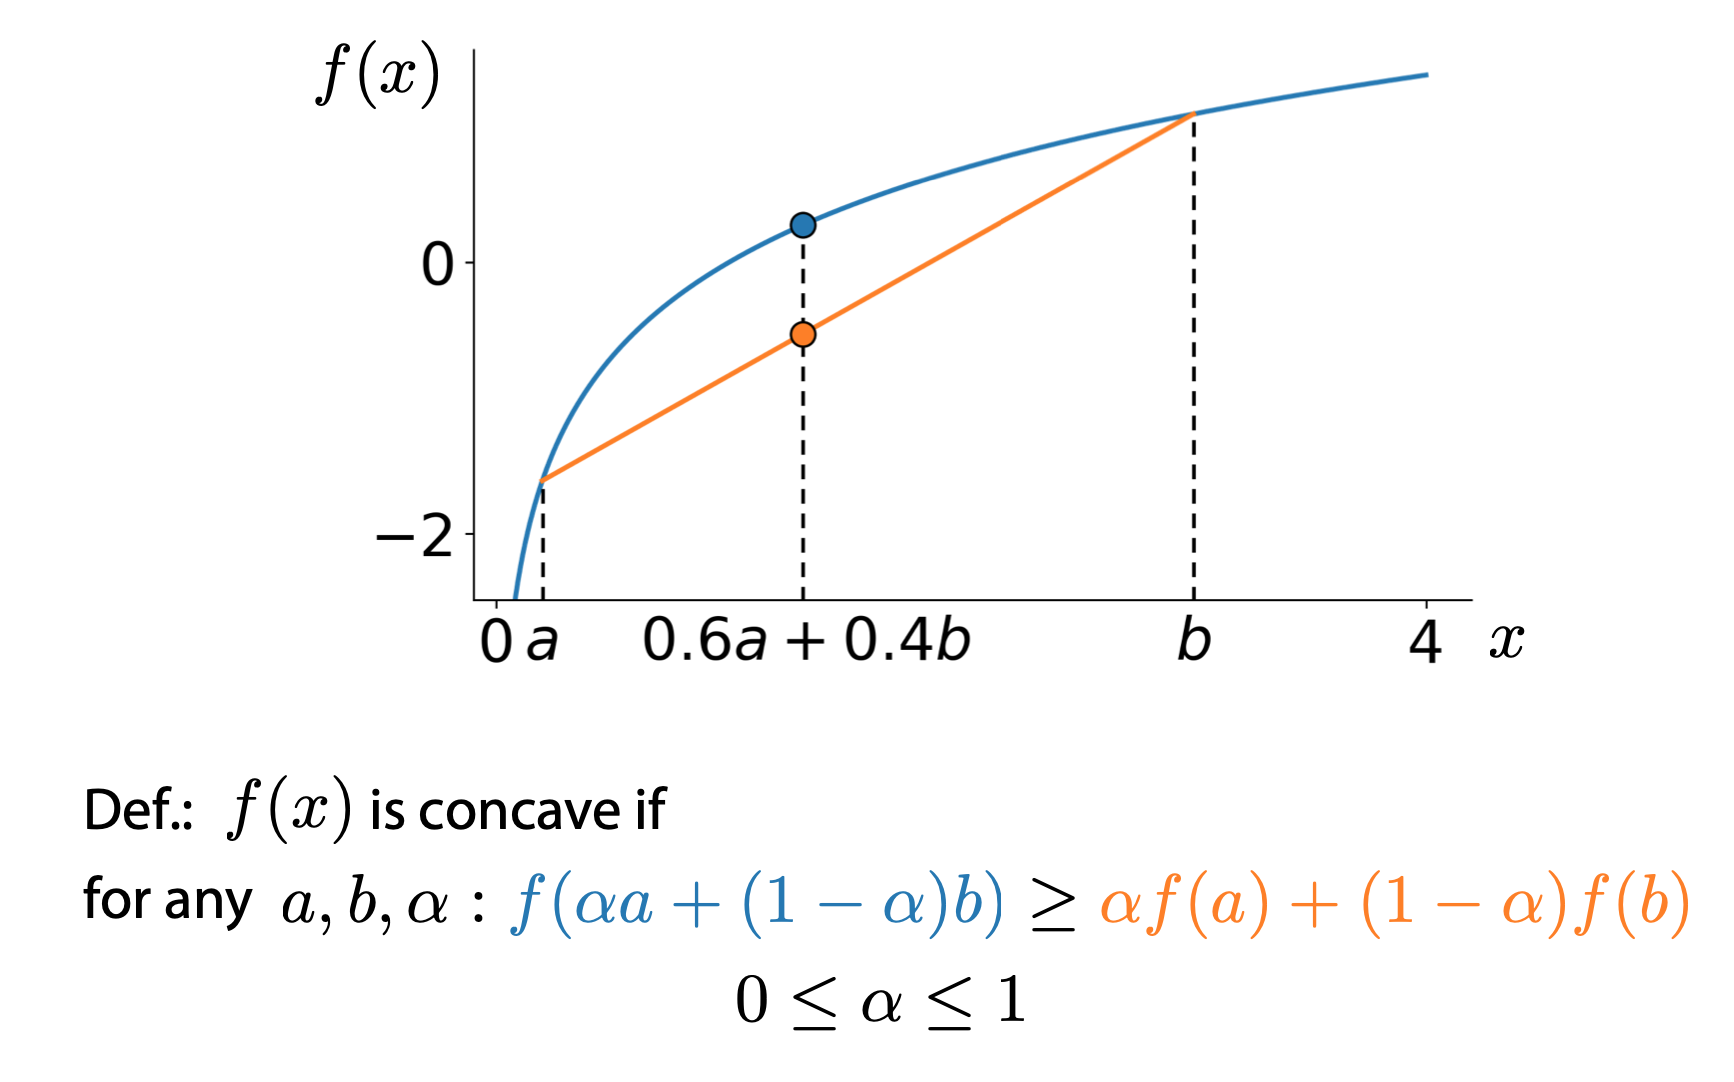 f(x)
0
−2
0 a 0.6a + 0.4b b 4 x
Def.: f(x) is concave if
for any a, b, α : f(αa + (1 − α)b) ≥ αf(a) + (1 − α)f(b)
0 ≤ α ≤ 1